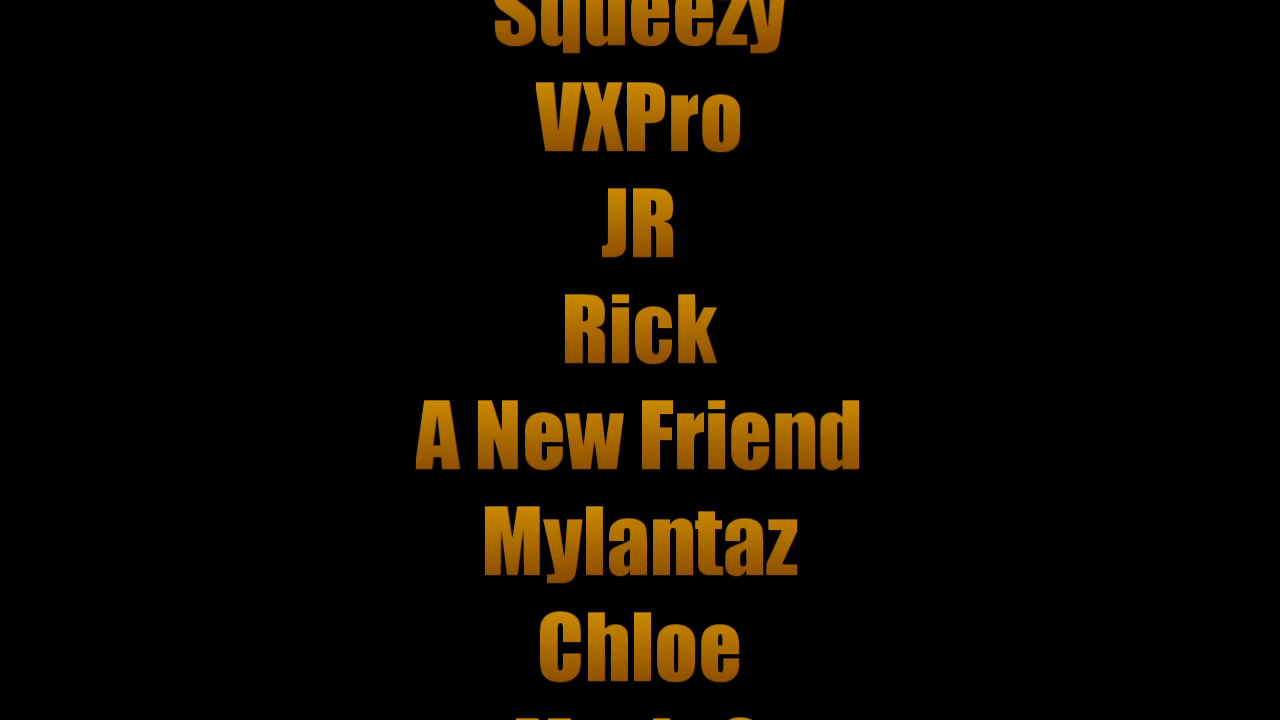 Squeezy
VXPro
JR
Rick
A New Friend
Mylantaz
Chloe